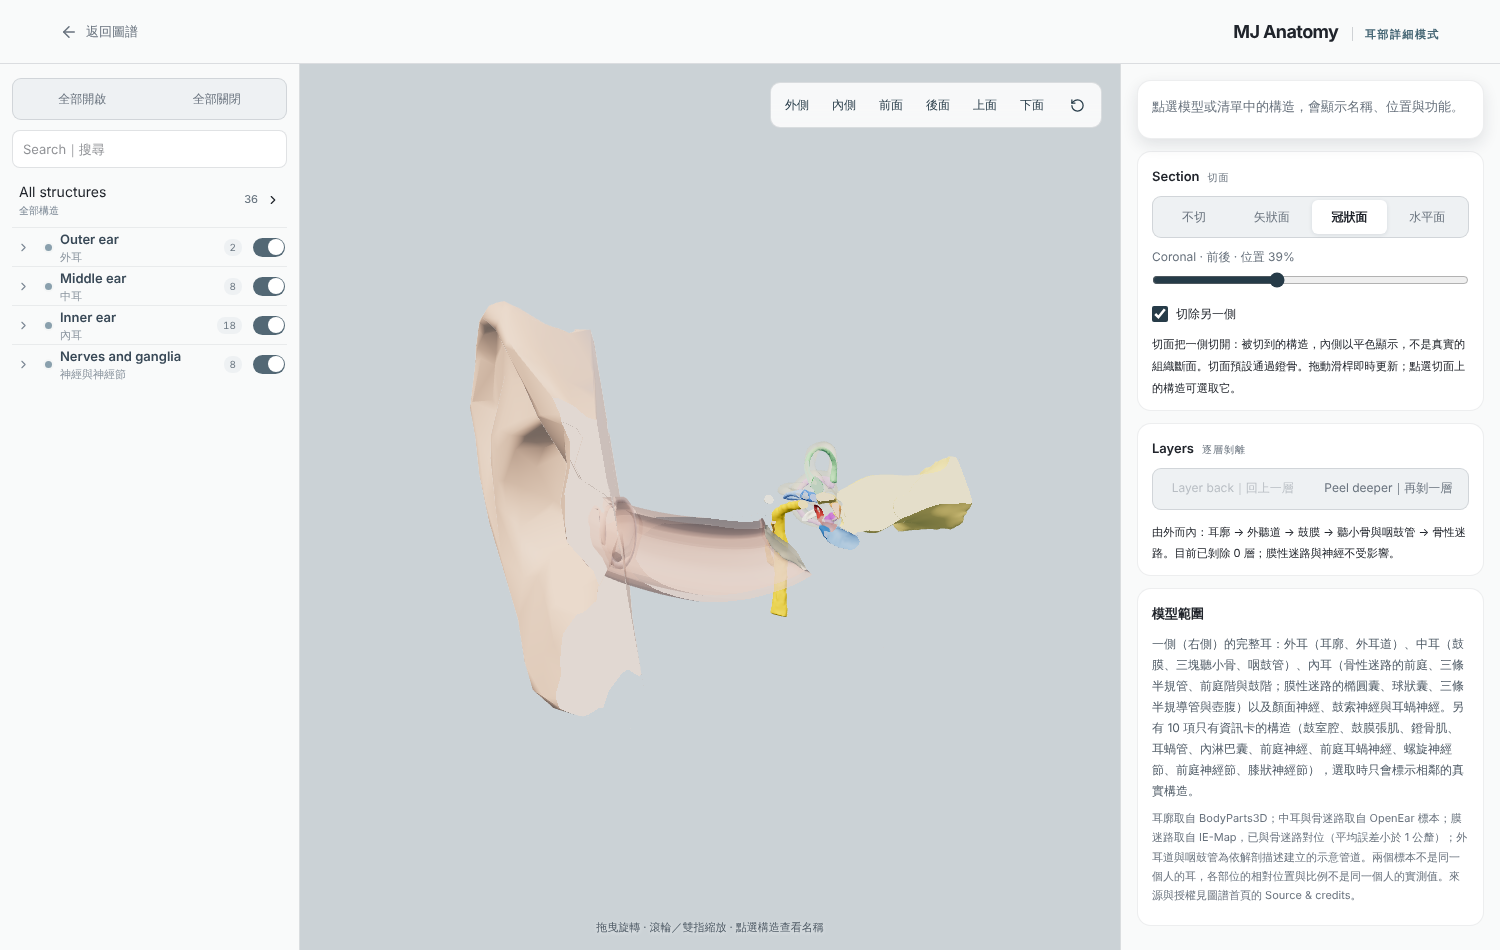 返回圖譜
MJ Anatomy
耳部詳細模式
全部開啟
全部關閉
Search｜搜尋
All structures
全部構造
36
Outer ear
外耳
2
Middle ear
中耳
8
Inner ear
內耳
18
Nerves and ganglia
神經與神經節
8
外側 內側 前面 後面 上面 下面
拖曳旋轉 · 滾輪／雙指縮放 · 點選構造查看名稱
點選模型或清單中的構造，會顯示名稱、位置與功能。
Section 切面
不切 矢狀面 冠狀面 水平面
Coronal · 前後 · 位置 39%
切除另一側
切面把一側切開：被切到的構造，內側以平色顯示，不是真實的
組織斷面。切面預設通過鐙骨。拖動滑桿即時更新；點選切面上
的構造可選取它。
Layers 逐層剝離
Layer back｜回上一層
Peel deeper｜再剝一層
由外而內：耳廓 → 外聽道 → 鼓膜 → 聽小骨與咽鼓管 → 骨性迷
路。目前已剝除 0 層；膜性迷路與神經不受影響。
模型範圍
一側（右側）的完整耳：外耳（耳廓、外耳道）、中耳（鼓
膜、三塊聽小骨、咽鼓管）、內耳（骨性迷路的前庭、三條
半規管、前庭階與鼓階；膜性迷路的橢圓囊、球狀囊、三條
半規導管與壺腹）以及顏面神經、鼓索神經與耳蝸神經。另
有 10 項只有資訊卡的構造（鼓室腔、鼓膜張肌、鐙骨肌、
耳蝸管、內淋巴囊、前庭神經、前庭耳蝸神經、螺旋神經
節、前庭神經節、膝狀神經節），選取時只會標示相鄰的真
實構造。
耳廓取自 BodyParts3D；中耳與骨迷路取自 OpenEar 標本；膜
迷路取自 IE-Map，已與骨迷路對位（平均誤差小於 1 公釐）；外
耳道與咽鼓管為依解剖描述建立的示意管道。兩個標本不是同一
個人的耳，各部位的相對位置與比例不是同一個人的實測值。來
源與授權見圖譜首頁的 Source & credits。